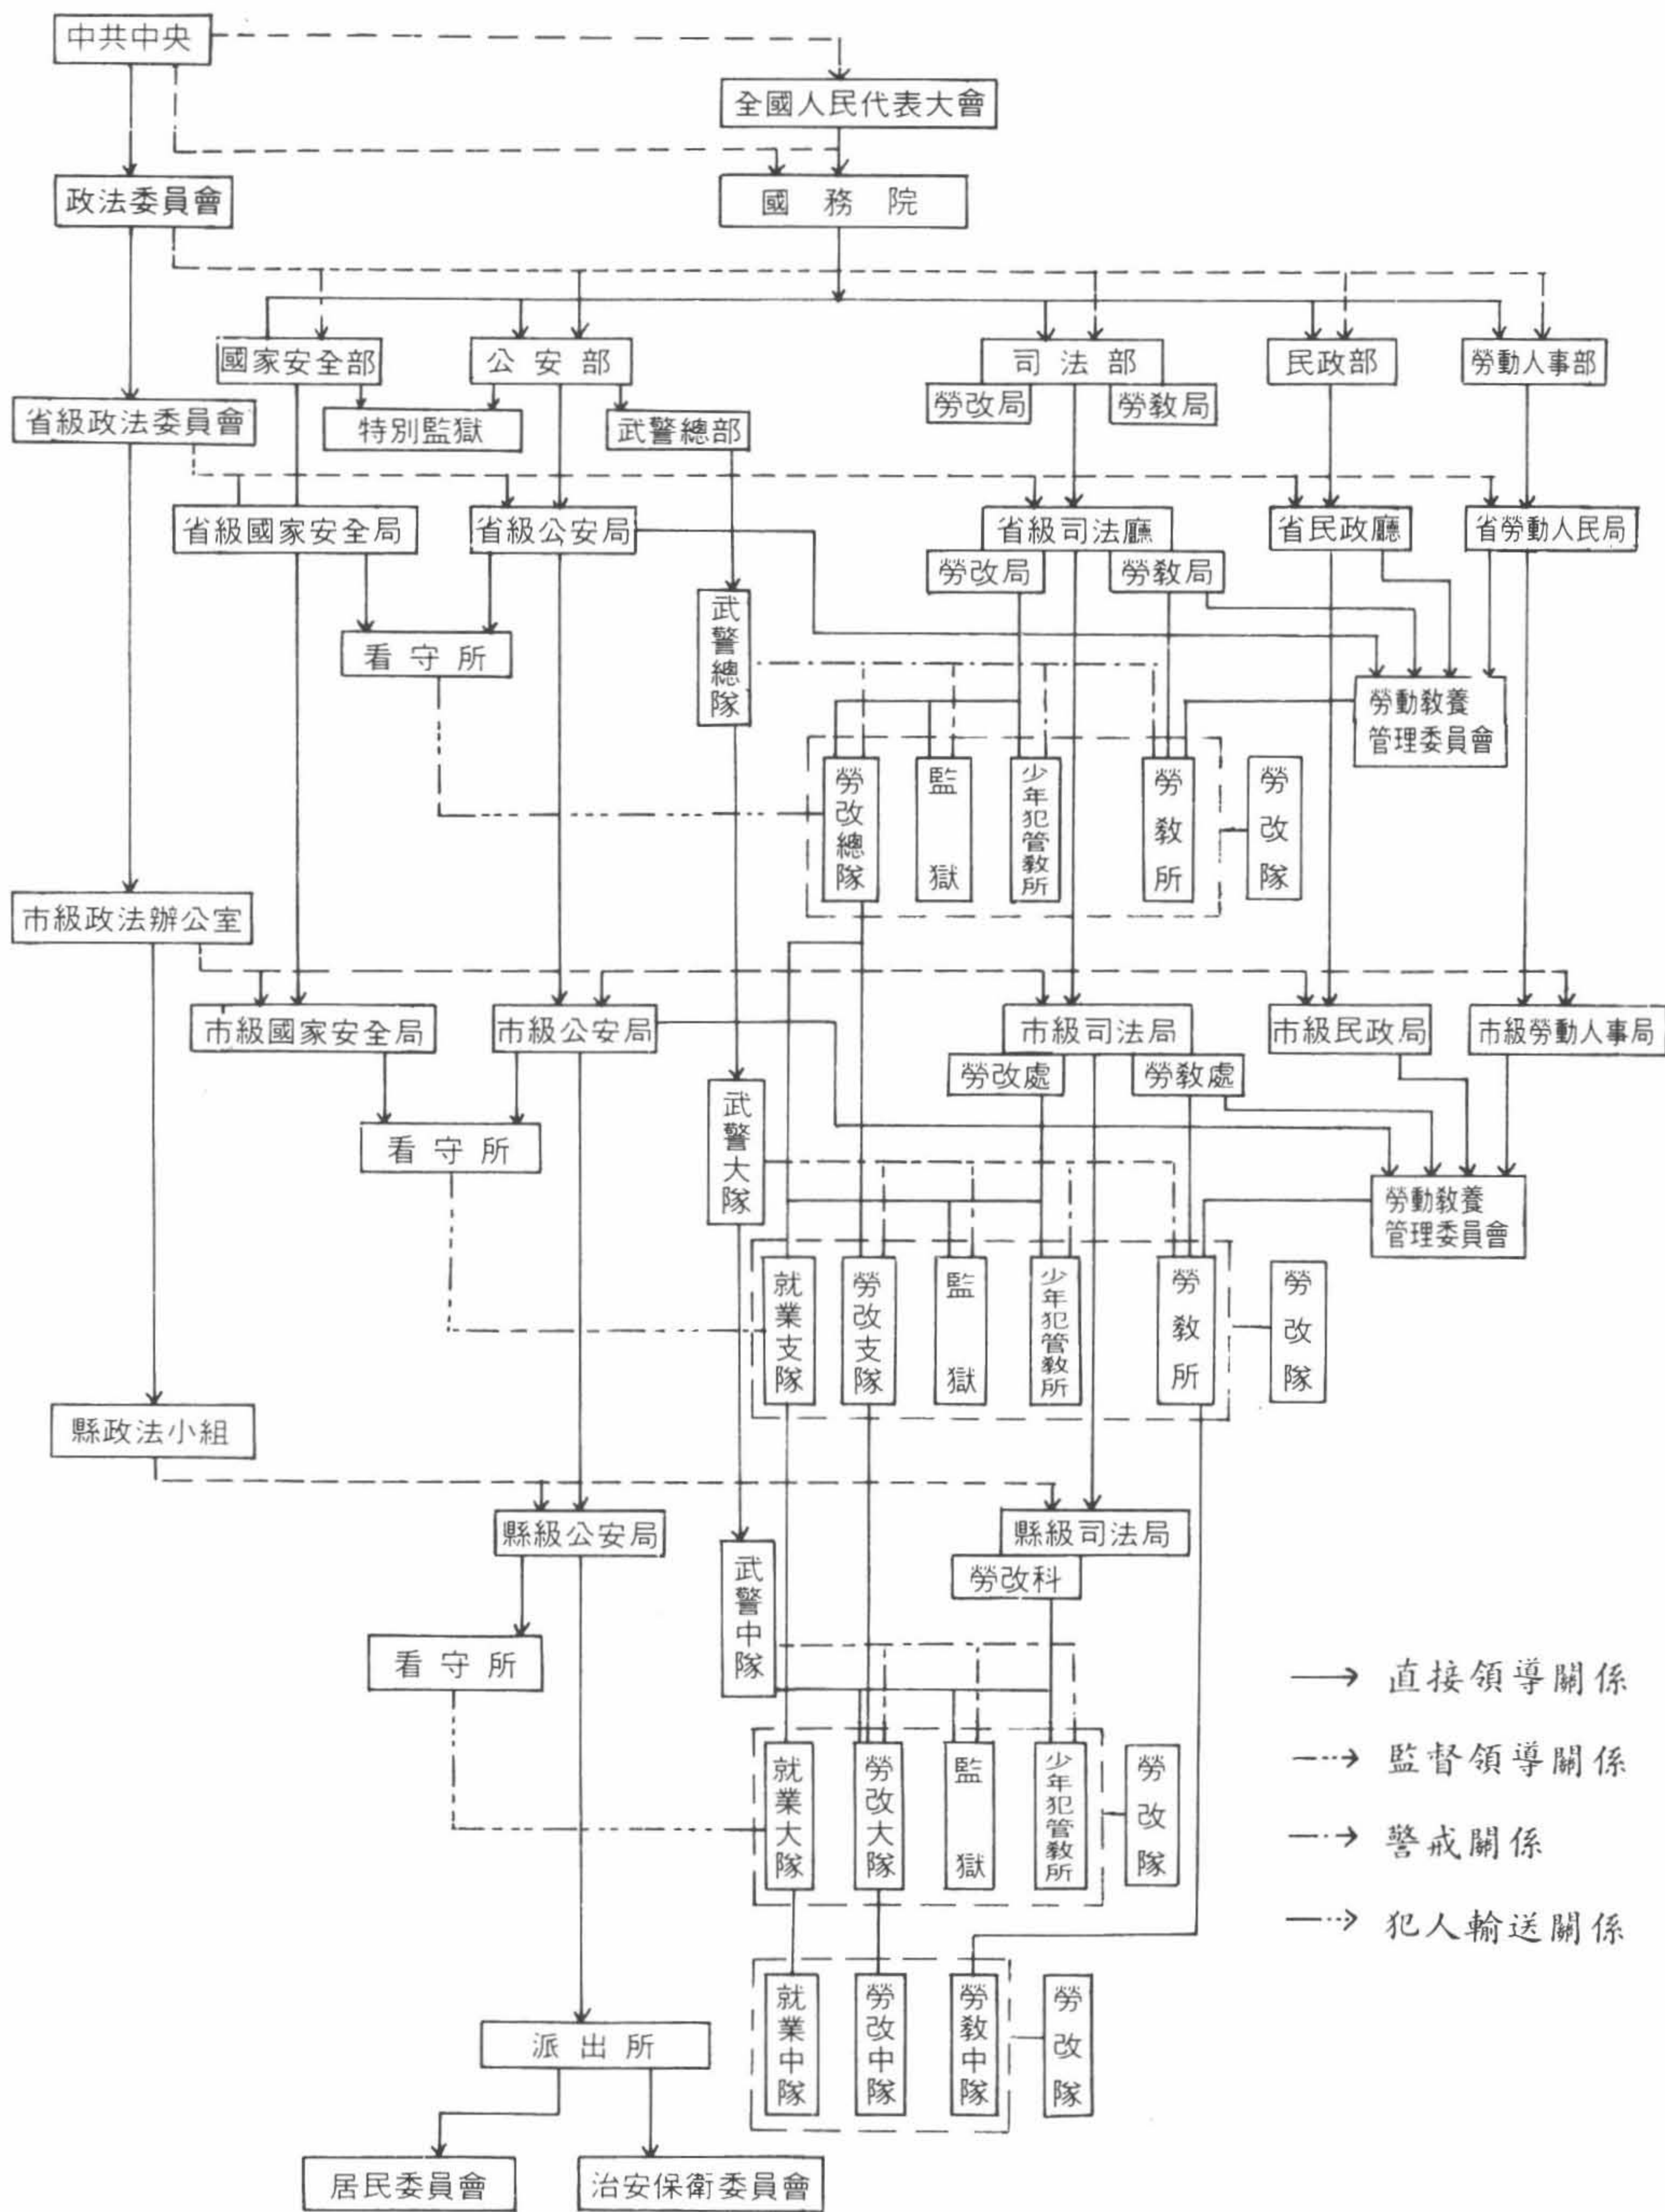 中共中央
全國人民代表大會
政法委員會
國務院
國家安全部
公安部
司法部
民政部
勞動人事部
勞改局
勞敎局
省級政法委員會
特別監獄
武警總部
省級國家安全局
省級公安局
省級司法廳
省民政廳
省勞動人民局
勞改局
勞敎局
武警總隊
看守所
勞動敎養
管理委員會
勞改總隊
監獄
少年犯管敎所
勞敎所
勞改隊
市級政法辦公室
市級國家安全局
市級公安局
市級司法局
市級民政局
市級勞動人事局
勞改處
勞敎處
武警大隊
看守所
勞動敎養
管理委員會
就業支隊
勞改支隊
監獄
少年犯管敎所
勞敎所
勞改隊
縣政法小組
縣級公安局
縣級司法局
勞改科
武警中隊
看守所
就業大隊
勞改大隊
監獄
少年犯管敎所
勞改隊
直接領導關係
監督領導關係
警戒關係
犯人輸送關係
就業中隊
勞改中隊
勞敎中隊
勞改隊
派出所
居民委員會
治安保衛委員會